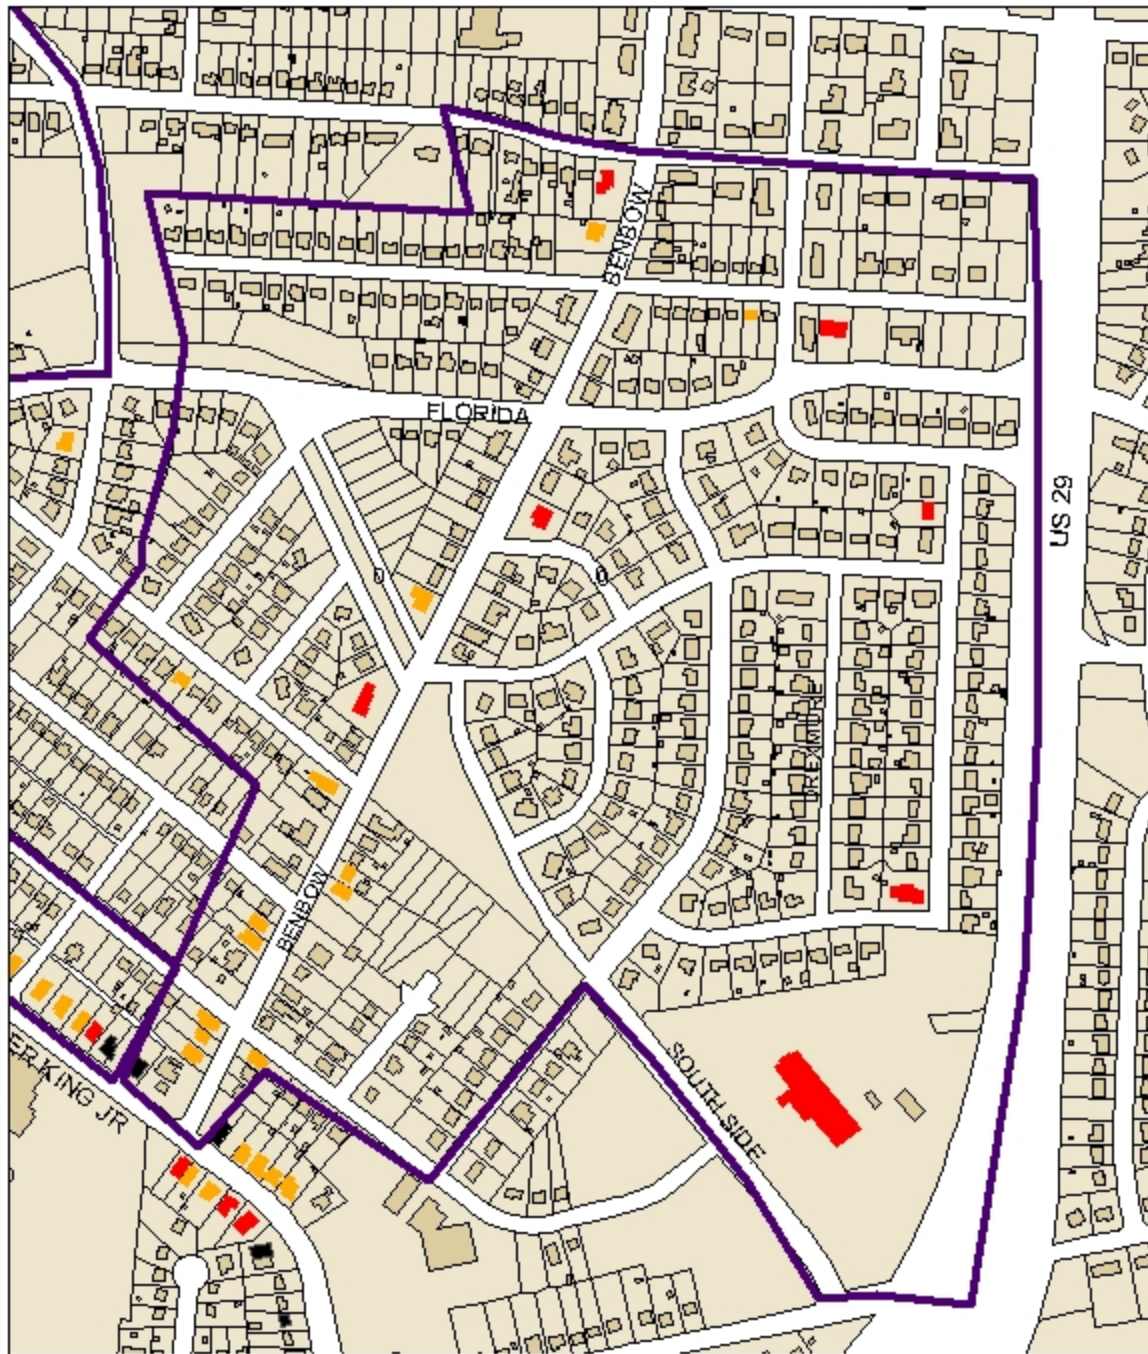 BENBOW
FLORIDA
US 29
0
0
DREXMORE
BENBOW
ER KING JR
SOUTH SIDE